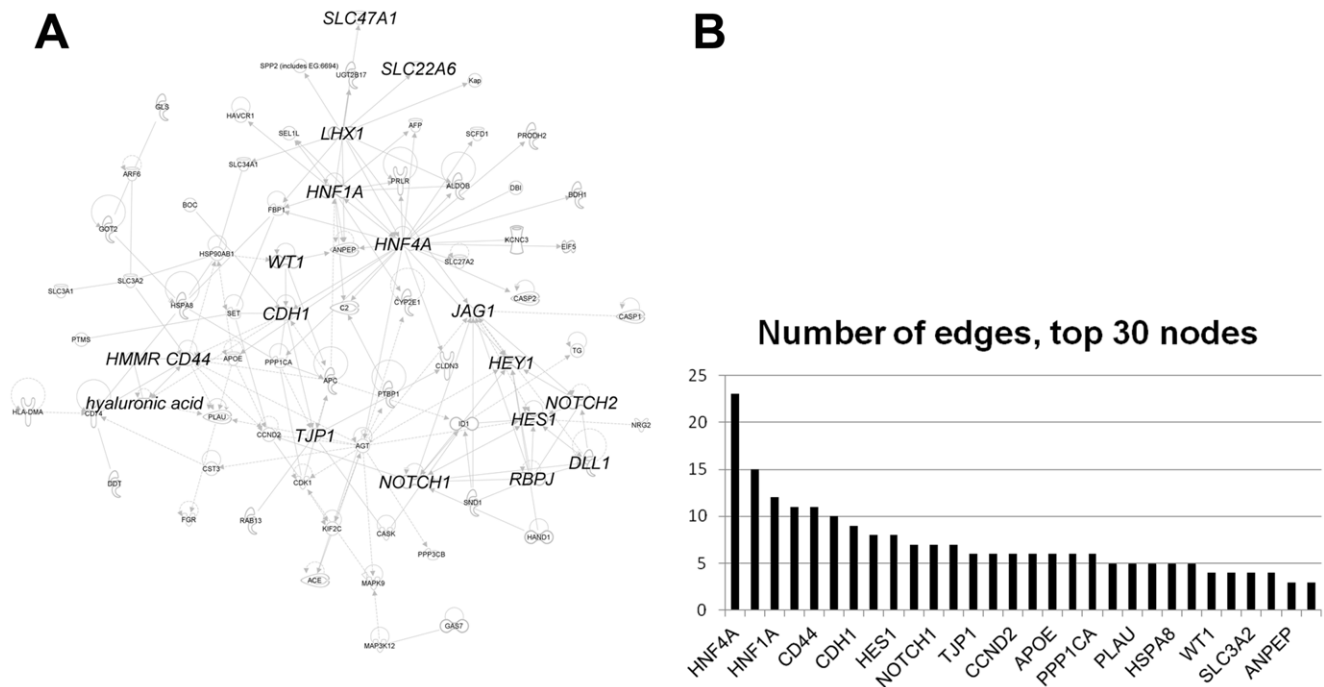 A
B
SLC47A1
SPP2 (includes EG:6694)
UGT2B17
SLC22A6
Kap
GLS
HAVCR1
SEL1L
LHX1
AFP
SCFD1
PRODH2
ARF6
SLC34A1
HNF1A
PRLR
ALDOB
DBI
BDH1
BOC
FBP1
GOT2
HSP90AB1
ANPEP
HNF4A
KCNC3
EIF5
WT1
SLC27A2
SLC3A1
SLC3A2
HSPA8
SET
CDH1
C2
CYP2E1
JAG1
CASP2
CASP1
PTMS
HMMR CD44
APOE
PPP1CA
APC
CLDN3
HEY1
TG
PTBP1
HLA-DMA
CD74
hyaluronic acid
PLAU
CCND2
TJP1
AGT
ID1
HES1
NOTCH2
NRG2
CST3
CDK1
NOTCH1
RBPJ
DLL1
DDT
FGR
RAB13
KIF2C
CASK
SND1
HAND1
PPP3CB
ACE
MAPK9
GAS7
MAP3K12
Number of edges, top 30 nodes
25
20
15
10
5
0
HNF4A
HNF1A
CD44
CDH1
HES1
NOTCH1
TJP1
CCND2
APOE
PPP1CA
PLAU
HSPA8
WT1
SLC3A2
ANPEP